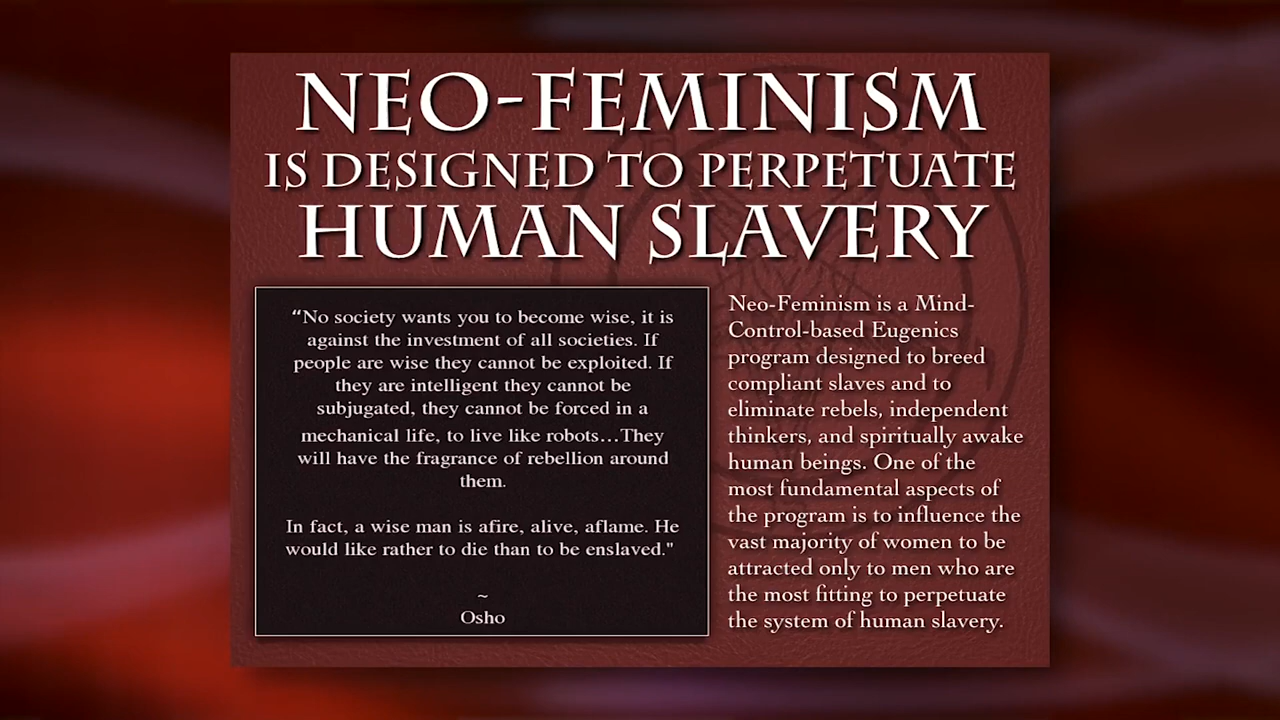 NEO-FEMINISM
IS DESIGNED TO PERPETUATE
HUMAN SLAVERY
“No society wants you to become wise, it is
against the investment of all societies. If
people are wise they cannot be exploited. If
they are intelligent they cannot be
subjugated, they cannot be forced in a
mechanical life, to live like robots…They
will have the fragrance of rebellion around
them.
In fact, a wise man is afire, alive, aflame. He
would like rather to die than to be enslaved."
~
Osho
Neo-Feminism is a Mind-
Control-based Eugenics
program designed to breed
compliant slaves and to
eliminate rebels, independent
thinkers, and spiritually awake
human beings. One of the
most fundamental aspects of
the program is to influence the
vast majority of women to be
attracted only to men who are
the most fitting to perpetuate
the system of human slavery.